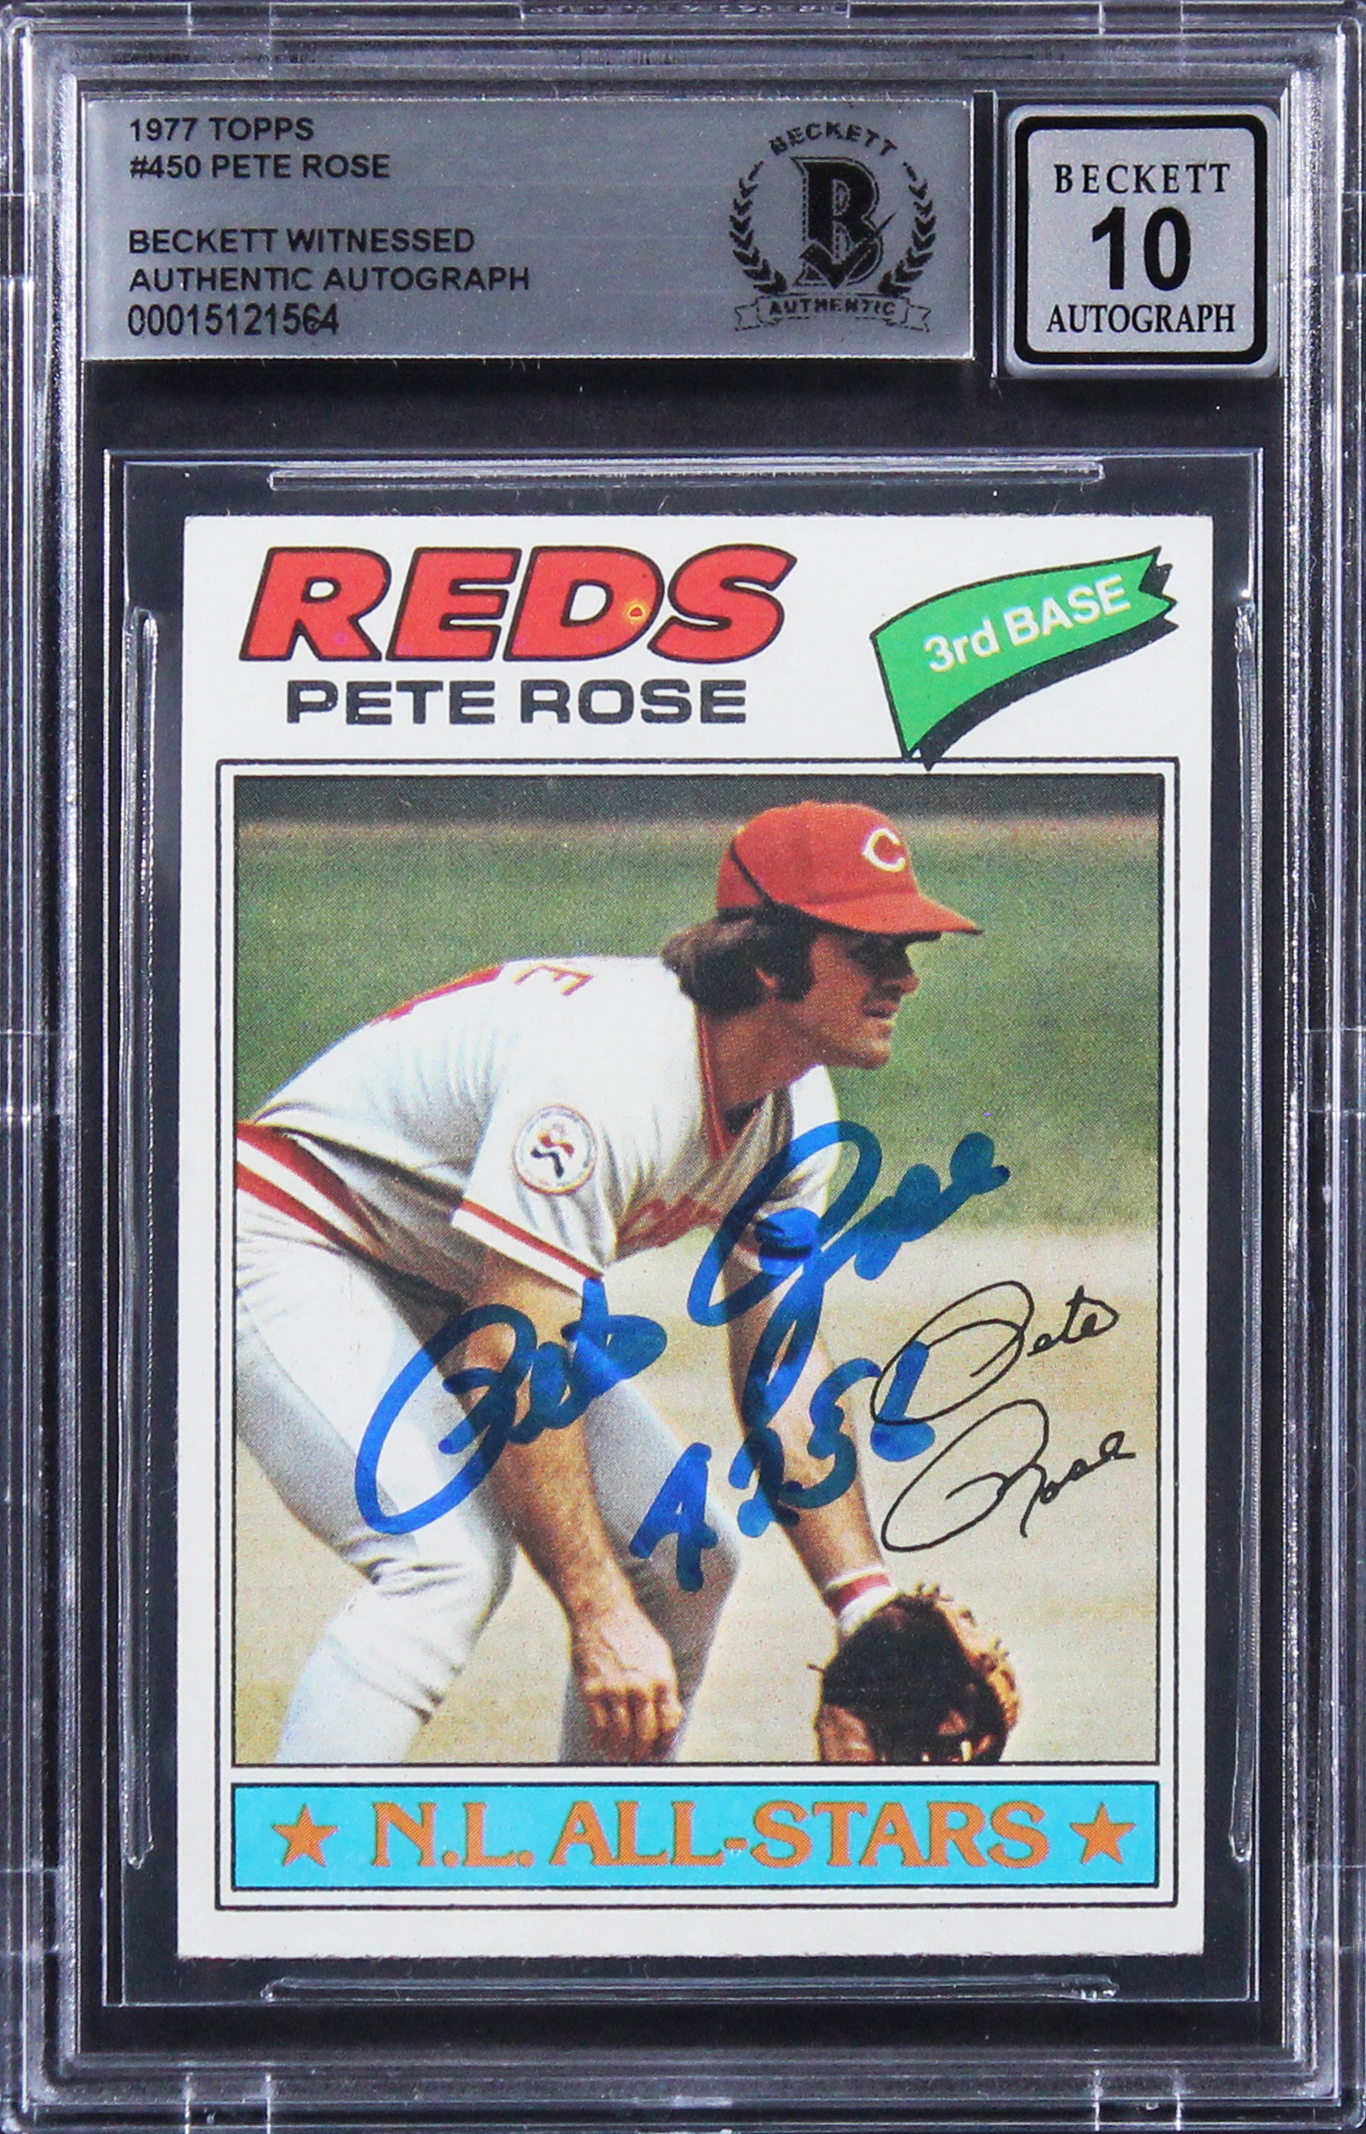 1977 TOPPS
#450 PETE ROSE
BECKETT WITNESSED
AUTHENTIC AUTOGRAPH
00015121564
BECKETT
B
AUTHENTIC
BECKETT
10
AUTOGRAPH
REDS
PETE ROSE
3rd BASE
C
E
Pete Rose
4256
Pete
Rose
★ N.L. ALL-STARS ★